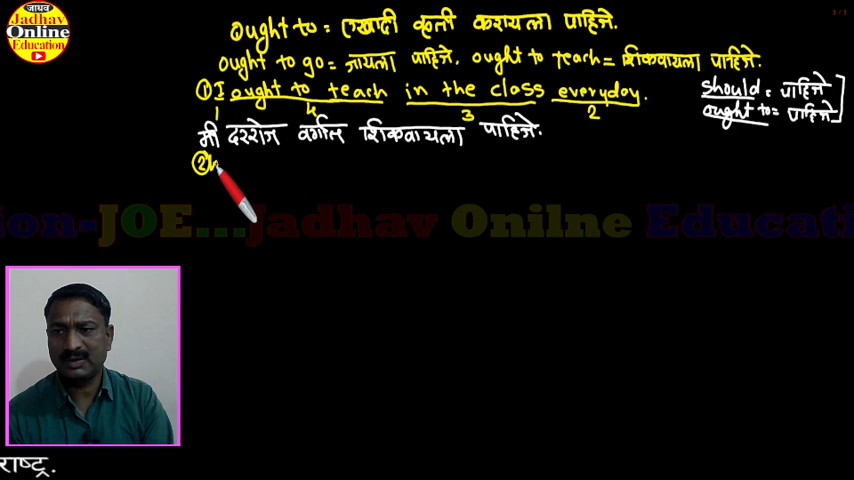 जाधव
Jadhav
Online
Education
3 / 3
Ought to = एखादी कृती करायला पाहिजे.
Ought to go = जायला पाहिजे. ought to teach = शिकवायला पाहिजे.
① I ought to teach in the class everyday.
1 4 3 2
should = पाहिजे
ought to = पाहिजे
मी दररोज वर्गात शिकवायला पाहिजे.
②
ion-JOE...Jadhav Onilne Educati
राष्ट्र.